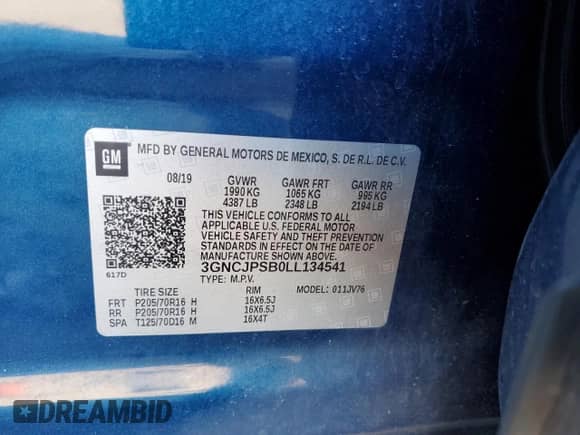 GM
MFD BY GENERAL MOTORS DE MEXICO, S. DE R.L. DE C.V.
08/19 GVWR GAWR FRT GAWR RR
1990 KG 1065 KG 995 KG
4387 LB 2348 LB 2194 LB
THIS VEHICLE CONFORMS TO ALL
APPLICABLE U.S. FEDERAL MOTOR
VEHICLE SAFETY AND THEFT PREVENTION
STANDARDS IN EFFECT ON THE DATE OF
MANUFACTURE SHOWN ABOVE.
617D 3GNCJPSB0LL134541
TYPE: M.P.V. MODEL: 011JV76
TIRE SIZE RIM
FRT P205/70R16 H 16X6.5J
RR P205/70R16 H 16X6.5J
SPA T125/70D16 M 16X4T
DREAMBID